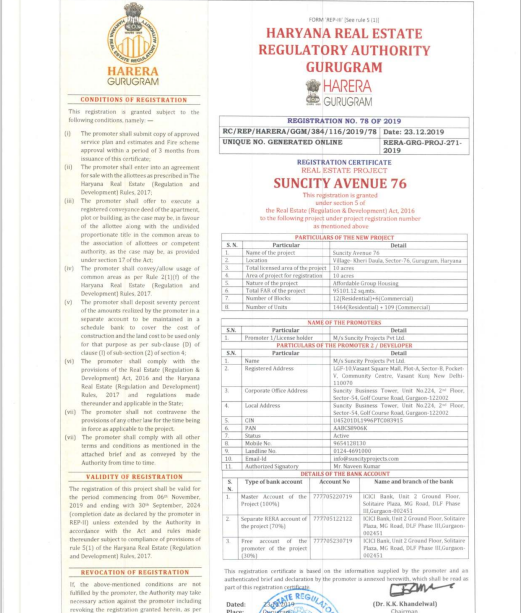 HARERA
GURUGRAM
CONDITIONS OF REGISTRATION
This registration is granted subject to the
following conditions, namely: —
(i) The promoter shall submit copy of approved
service plan and estimates and Fire scheme
approval within a period of 3 months from
issuance of this certificate;
(ii) The promoter shall enter into an agreement
for sale with the allottees as prescribed in The
Haryana Real Estate (Regulation and
Development) Rules, 2017;
(iii) The promoter shall offer to execute a
registered conveyance deed of the apartment,
plot or building, as the case may be, in favour
of the allottee along with the undivided
proportionate title in the common areas to
the association of allottees or competent
authority, as the case may be, as provided
under section 17 of the Act;
(iv) The promoter shall convey/allow usage of
common areas as per Rule 2(1)(f) of the
Haryana Real Estate (Regulation and
Development) Rules, 2017.
(v) The promoter shall deposit seventy percent
of the amounts realized by the promoter in a
separate account to be maintained in a
schedule bank to cover the cost of
construction and the land cost to be used only
for that purpose as per sub-clause (D) of
clause (l) of sub-section (2) of section 4;
(vi) The promoter shall comply with the
provisions of the Real Estate (Regulation &
Development) Act, 2016 and the Haryana
Real Estate (Regulation and Development)
Rules, 2017 and regulations made
thereunder and applicable in the State;
(vii) The promoter shall not contravene the
provisions of any other law for the time being
in force as applicable to the project.
(viii) The promoter shall comply with all other
terms and conditions as mentioned in the
attached brief and as conveyed by the
Authority from time to time.
VALIDITY OF REGISTRATION
The registration of this project shall be valid for
the period commencing from 06th November,
2019 and ending with 30th September, 2024
(completion date as declared by the promoter in
REP-II) unless extended by the Authority in
accordance with the Act and rules made
thereunder subject to compliance of provisions of
rule 5(1) of the Haryana Real Estate (Regulation
and Development) Rules, 2017.
REVOCATION OF REGISTRATION
If, the above-mentioned conditions are not
fulfilled by the promoter, the Authority may take
necessary action against the promoter including
revoking the registration granted herein, as per
FORM 'REP-III' [See rule 5 (1)]
HARYANA REAL ESTATE
REGULATORY AUTHORITY
GURUGRAM
HARERA
GURUGRAM
REGISTRATION NO. 78 OF 2019
RC/REP/HARERA/GGM/384/116/2019/78 Date: 23.12.2019
UNIQUE NO. GENERATED ONLINE RERA-GRG-PROJ-271-
2019
REGISTRATION CERTIFICATE
REAL ESTATE PROJECT
SUNCITY AVENUE 76
This registration is granted
under section 5 of
the Real Estate (Regulation & Development) Act, 2016
to the following project under project registration number
as mentioned above
PARTICULARS OF THE NEW PROJECT
S. N. Particular Detail
1. Name of the project Suncity Avenue 76
2. Location Village- Kheri Daula, Sector-76, Gurugram, Haryana
3. Total licensed area of the project 10 acres
4. Area of project for registration 10 acres
5. Nature of the project Affordable Group Housing
6. Total FAR of the project 95101.12 sq.mts.
7. Number of Blocks 12(Residential)+6(Commercial)
8. Number of Units 1464(Residential) + 109 (Commercial)
NAME OF THE PROMOTERS
S.N. Particular Detail
1. Promoter 1/License holder M/s Suncity Projects Pvt Ltd.
PARTICULARS OF THE PROMOTER 2 / DEVELOPER
S.N. Particular Detail
1. Name M/s Suncity Projects Pvt Ltd.
2. Registered Address LGF-10,Vasant Square Mall, Plot-A, Sector-B, Pocket-
V, Community Centre, Vasant Kunj New Delhi-
110070
3. Corporate Office Address Suncity Business Tower, Unit No.224, 2nd Floor,
Sector-54, Golf Course Road, Gurgaon-122002
4. Local Address Suncity Business Tower, Unit No.224, 2nd Floor,
Sector-54, Golf Course Road, Gurgaon-122002
5. CIN
6. PAN
7. Status Active
8. Mobile No. 9654128130
9. Landline No. 0124-4691000
10. Email-Id info@suncityprojects.com
11. Authorized Signatory Mr. Naveen Kumar
DETAILS OF THE BANK ACCOUNT
S.
N. Type of bank account Account No Name and branch of the bank
1. Master Account of the
Project (100%) 777705220719 ICICI Bank, Unit 2 Ground Floor,
Solitaire Plaza, MG Road, DLF Phase
III,Gurgaon-002451
2. Separate RERA account of
the project (70%) 777705122122 ICICI Bank, Unit 2 Ground Floor, Solitaire
Plaza, MG Road, DLF Phase III,Gurgaon-
002451
3. Free account of the
promoter of the project
(30%) 777705230719 ICICI Bank, Unit 2 Ground Floor, Solitaire
Plaza, MG Road, DLF Phase III,Gurgaon-
002451
This registration certificate is based on the information supplied by the promoter and an
authenticated brief and declaration by the promoter is annexed herewith, which shall be read as
part of this registration certificate.
Dated:
Place:
(Dr. K.K. Khandelwal)
Chairman